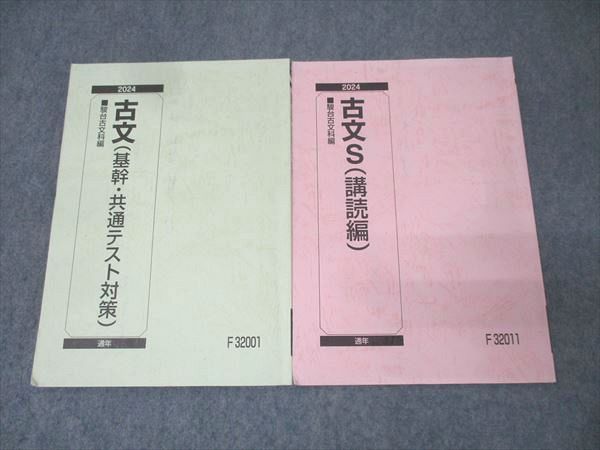 2024
古文(基幹・共通テスト対策)
■駿台古文科編
通年
F32001
2024
古文S(講読編)
■駿台古文科編
通年
F32011